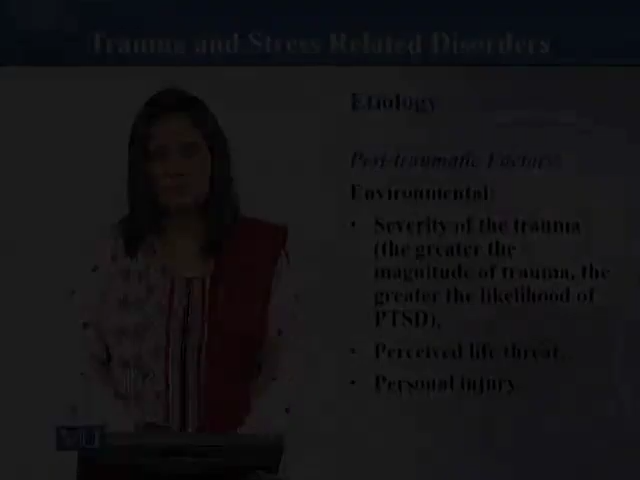 Trauma and Stress Related Disorders
Etiology
Peri-traumatic Factors:
Environmental
• Severity of the trauma
(the greater the
magnitude of trauma, the
greater the likelihood of
PTSD),
• Perceived life threat,
• Personal injury